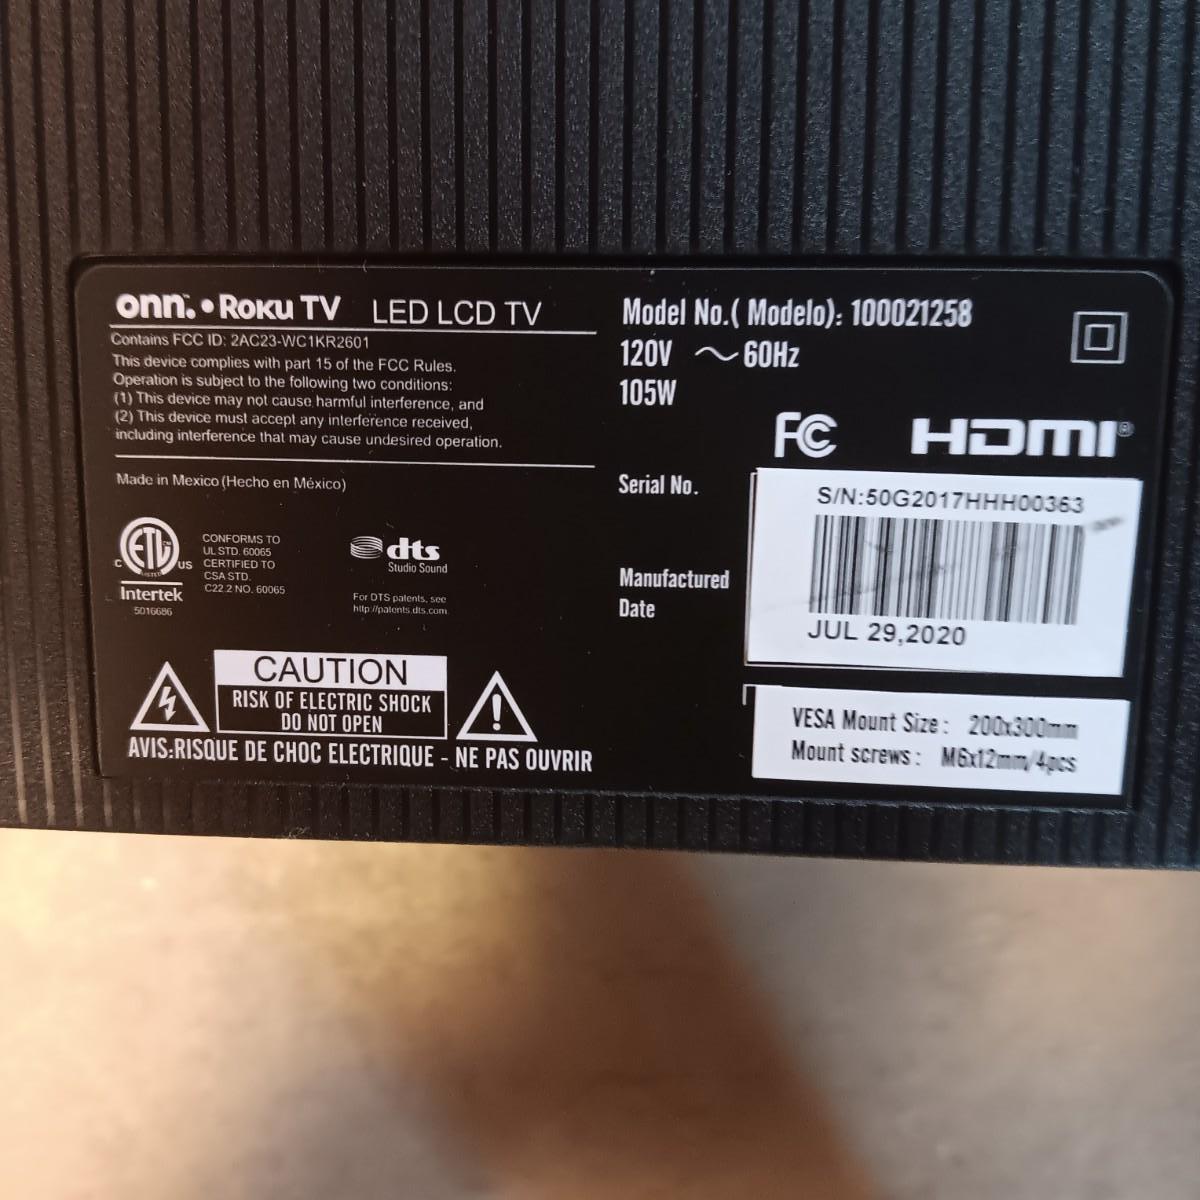 onn.™ • ROKU TV LED LCD TV
Contains FCC ID: 2AC23-WC1KR2601
This device complies with part 15 of the FCC Rules.
Operation is subject to the following two conditions:
(1) This device may not cause harmful interference, and
(2) This device must accept any interference received,
including interference that may cause undesired operation.
Made in Mexico (Hecho en México)
C ETL US
LISTED
Intertek
5016686
CONFORMS TO
UL STD. 60065
CERTIFIED TO
CSA STD.
C22.2 NO. 60065
dts
Studio Sound
For DTS patents, see
http://patents.dts.com
CAUTION
RISK OF ELECTRIC SHOCK
DO NOT OPEN
AVIS:RISQUE DE CHOC ELECTRIQUE - NE PAS OUVRIR
Model No.( Modelo): 100021258
120V ～ 60Hz
105W
FC HDMI®
Serial No.
S/N:50G2017HHH00363
Manufactured
Date
JUL 29,2020
VESA Mount Size : 200x300mm
Mount screws : M6x12mm/4pcs